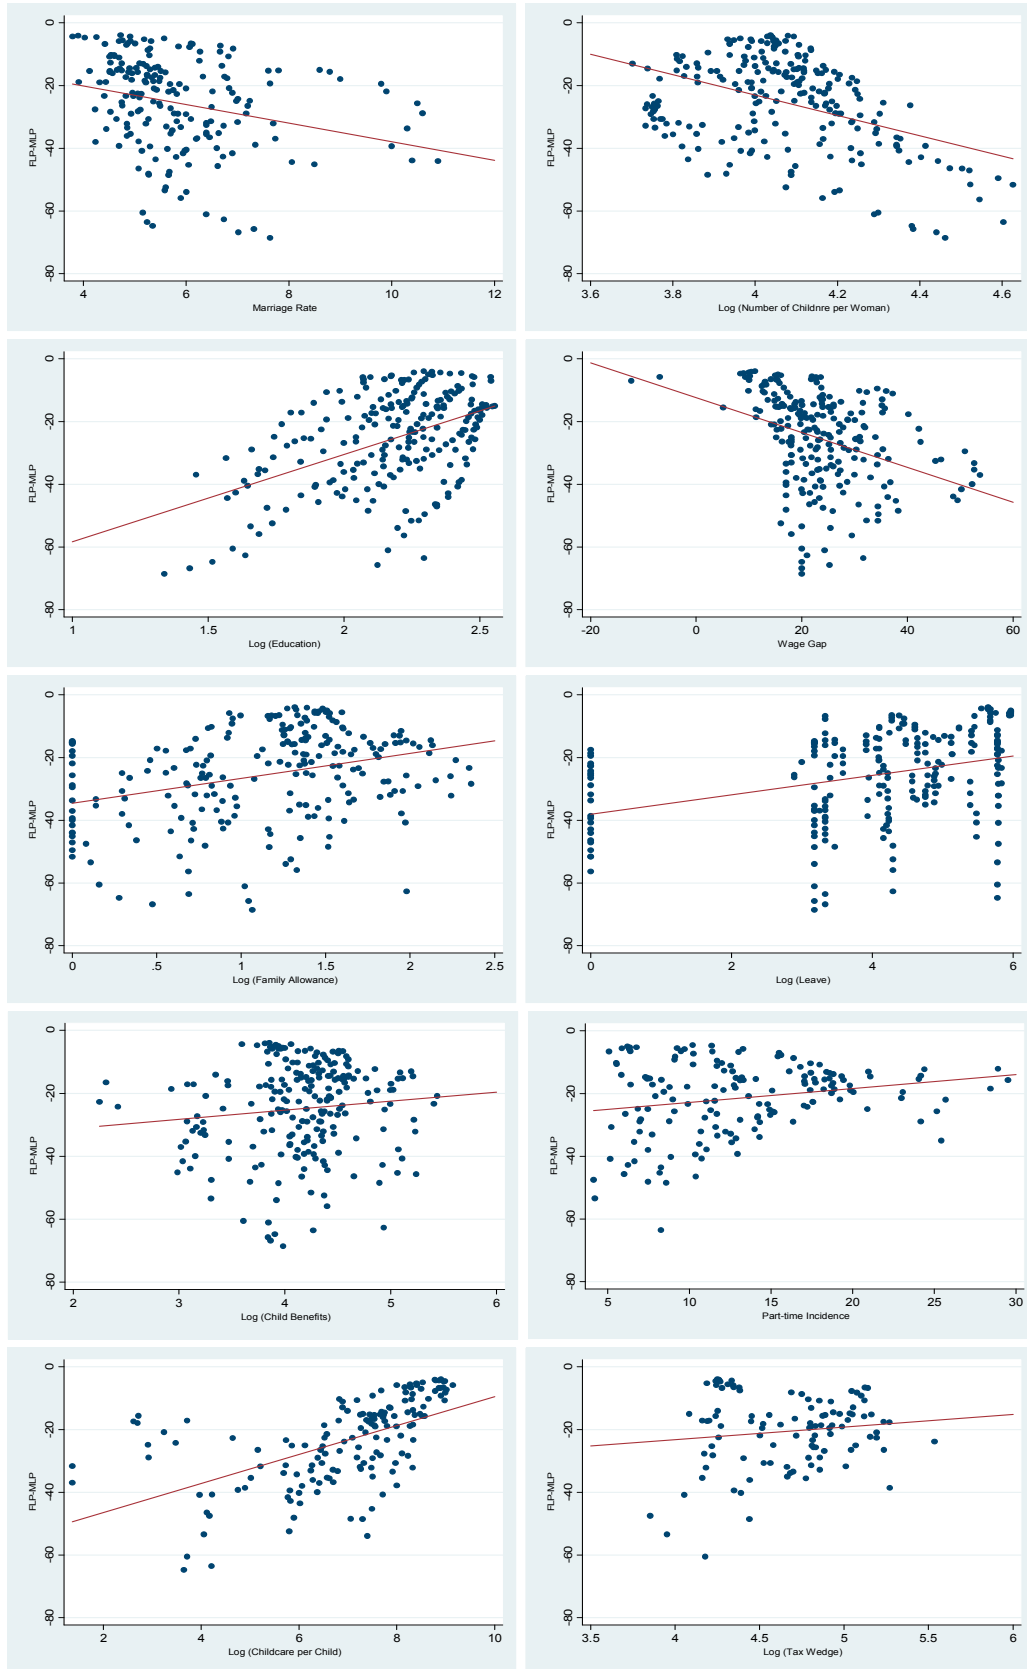 0
-20
-40
-60
-80
FLP-MLP
4 6 8 10 12
Marriage Rate
0
-20
-40
-60
-80
FLP-MLP
3.6 3.8 4 4.2 4.4 4.6
Log (Number of Childnre per Woman)
0
-20
-40
-60
-80
FLP-MLP
1 1.5 2 2.5
Log (Education)
0
-20
-40
-60
-80
FLP-MLP
-20 0 20 40 60
Wage Gap
0
-20
-40
-60
-80
FLP-MLP
0 .5 1 1.5 2 2.5
Log (Family Allowance)
0
-20
-40
-60
-80
FLP-MLP
0 2 4 6
Log (Leave)
0
-20
-40
-60
-80
FLP-MLP
2 3 4 5 6
Log (Child Benefits)
0
-20
-40
-60
-80
FLP-MLP
5 10 15 20 25 30
Part-time Incidence
0
-20
-40
-60
-80
FLP-MLP
2 4 6 8 10
Log (Childcare per Child)
0
-20
-40
-60
-80
FLP-MLP
3.5 4 4.5 5 5.5 6
Log (Tax Wedge)